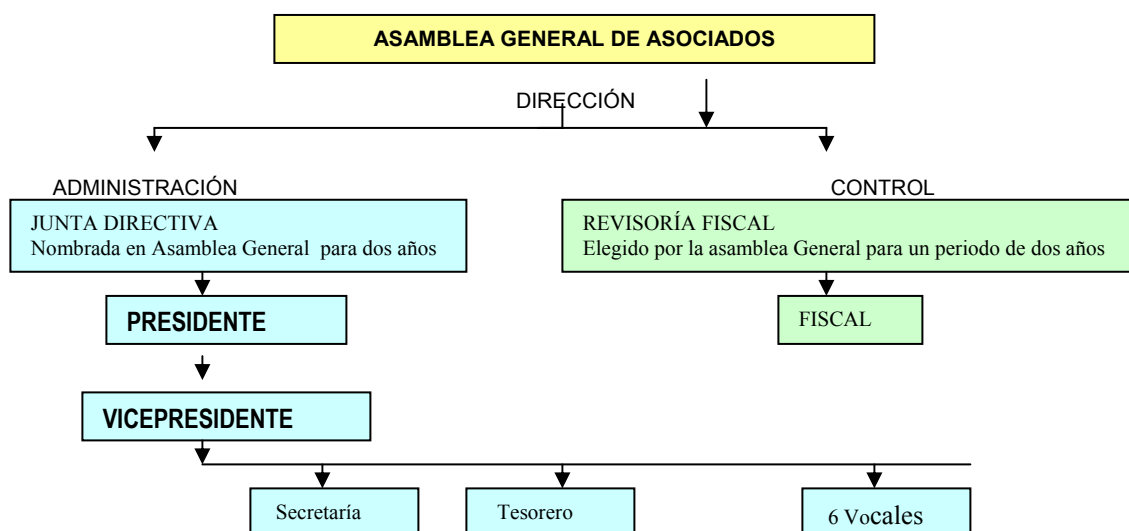 ASAMBLEA GENERAL DE ASOCIADOS
DIRECCIÓN
ADMINISTRACIÓN
CONTROL
JUNTA DIRECTIVA
Nombrada en Asamblea General para dos años
REVISORÍA FISCAL
Elegido por la asamblea General para un periodo de dos años
PRESIDENTE
FISCAL
VICEPRESIDENTE
Secretaría
Tesorero
6 Vocales